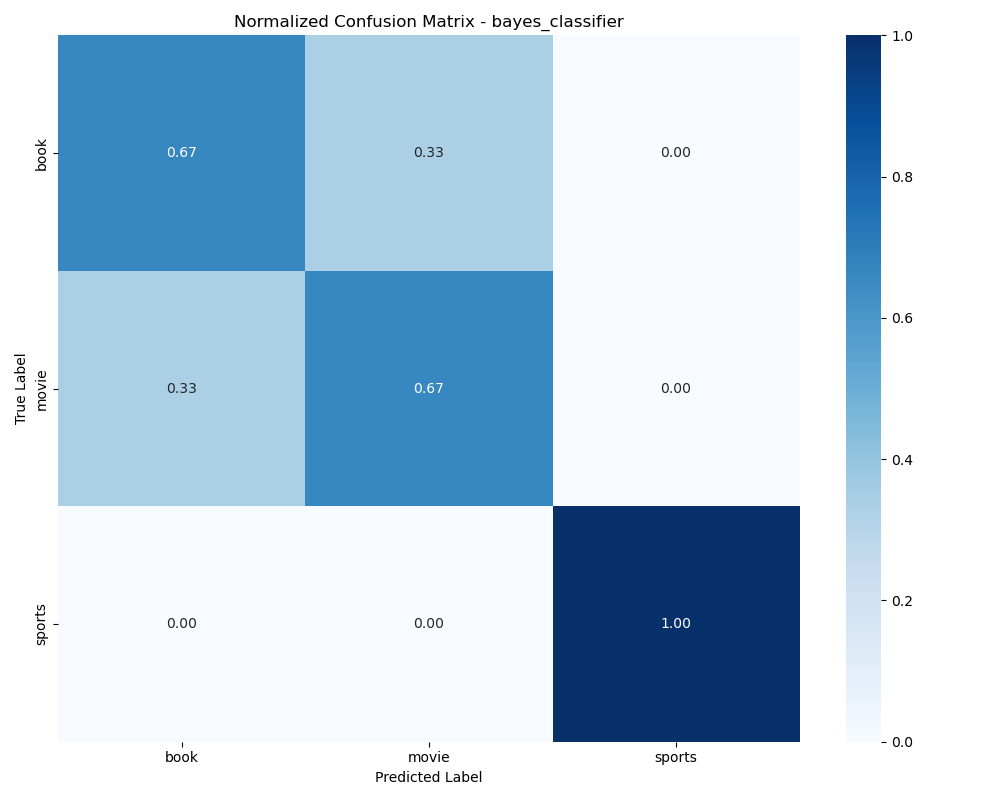 Normalized Confusion Matrix - bayes_classifier
True Label
book
0.67 0.33 0.00
movie
0.33 0.67 0.00
sports
0.00 0.00 1.00
book movie sports
Predicted Label
1.0
0.8
0.6
0.4
0.2
0.0